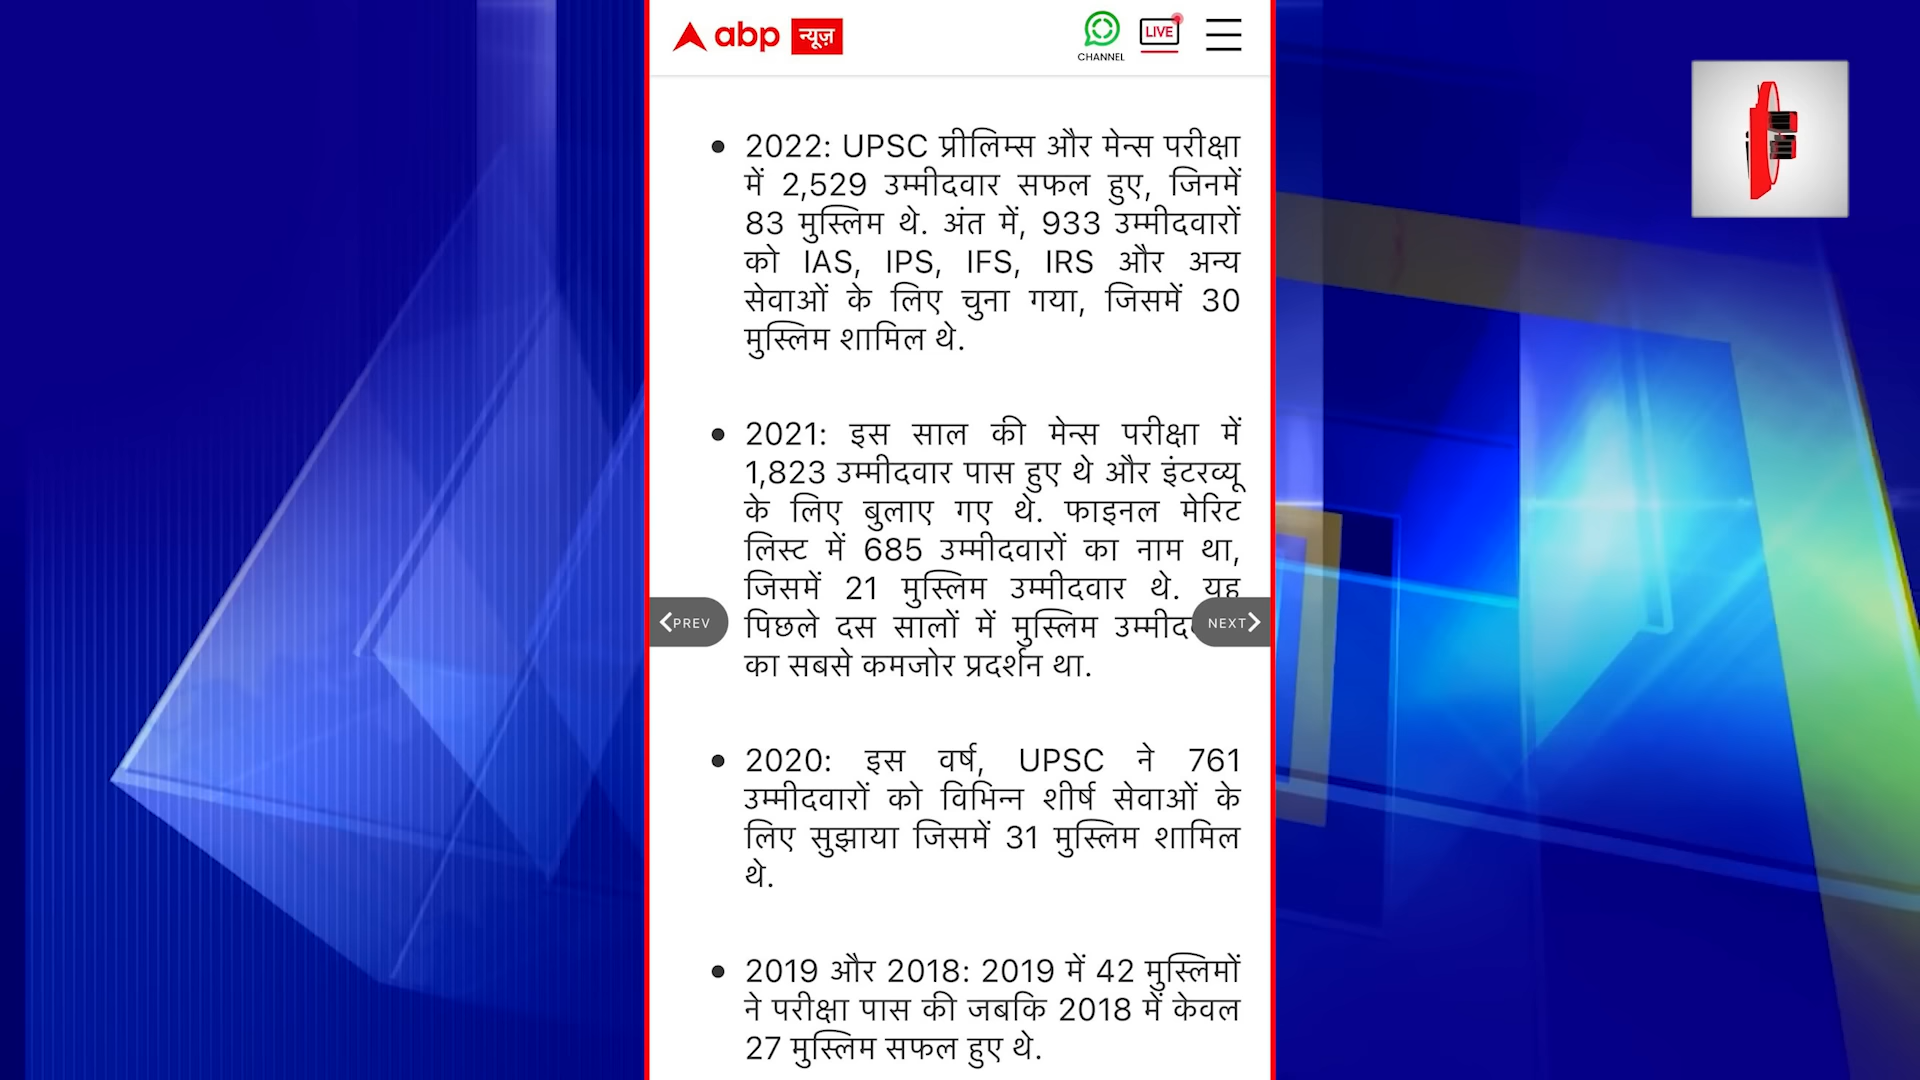 abp न्यूज़
CHANNEL
LIVE
2022: UPSC प्रीलिम्स और मेन्स परीक्षा
में 2,529 उम्मीदवार सफल हुए, जिनमें
83 मुस्लिम थे. अंत में, 933 उम्मीदवारों
को IAS, IPS, IFS, IRS और अन्य
सेवाओं के लिए चुना गया, जिसमें 30
मुस्लिम शामिल थे.
2021: इस साल की मेन्स परीक्षा में
1,823 उम्मीदवार पास हुए थे और इंटरव्यू
के लिए बुलाए गए थे. फाइनल मेरिट
लिस्ट में 685 उम्मीदवारों का नाम था,
जिसमें 21 मुस्लिम उम्मीदवार थे. यह
पिछले दस सालों में मुस्लिम
का सबसे कमजोर प्रदर्शन था.
PREV
NEXT
2020: इस वर्ष, UPSC ने 761
उम्मीदवारों को विभिन्न शीर्ष सेवाओं के
लिए सुझाया जिसमें 31 मुस्लिम शामिल
थे.
2019 और 2018: 2019 में 42 मुस्लिमों
ने परीक्षा पास की जबकि 2018 में केवल
27 मुस्लिम सफल हुए थे.